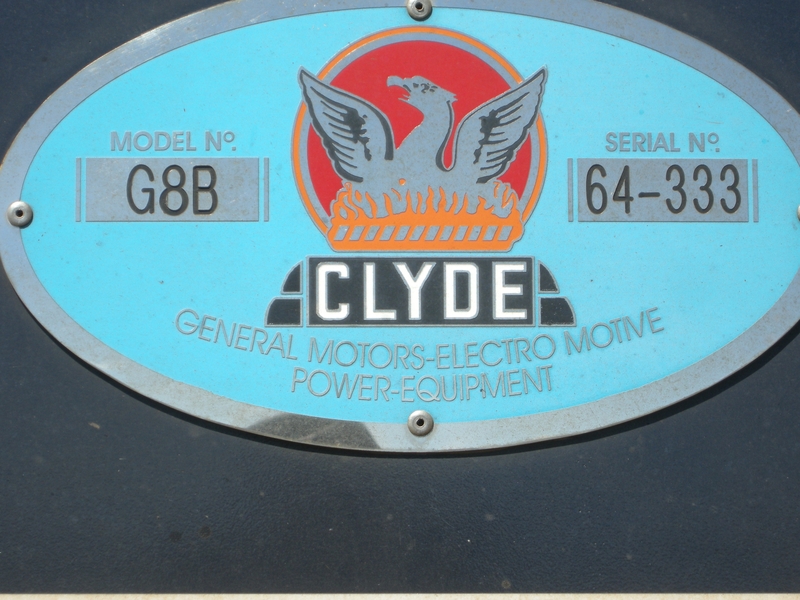 MODEL Nº.
G8B
SERIAL Nº.
64-333
CLYDE
GENERAL MOTORS-ELECTRO MOTIVE
POWER-EQUIPMENT